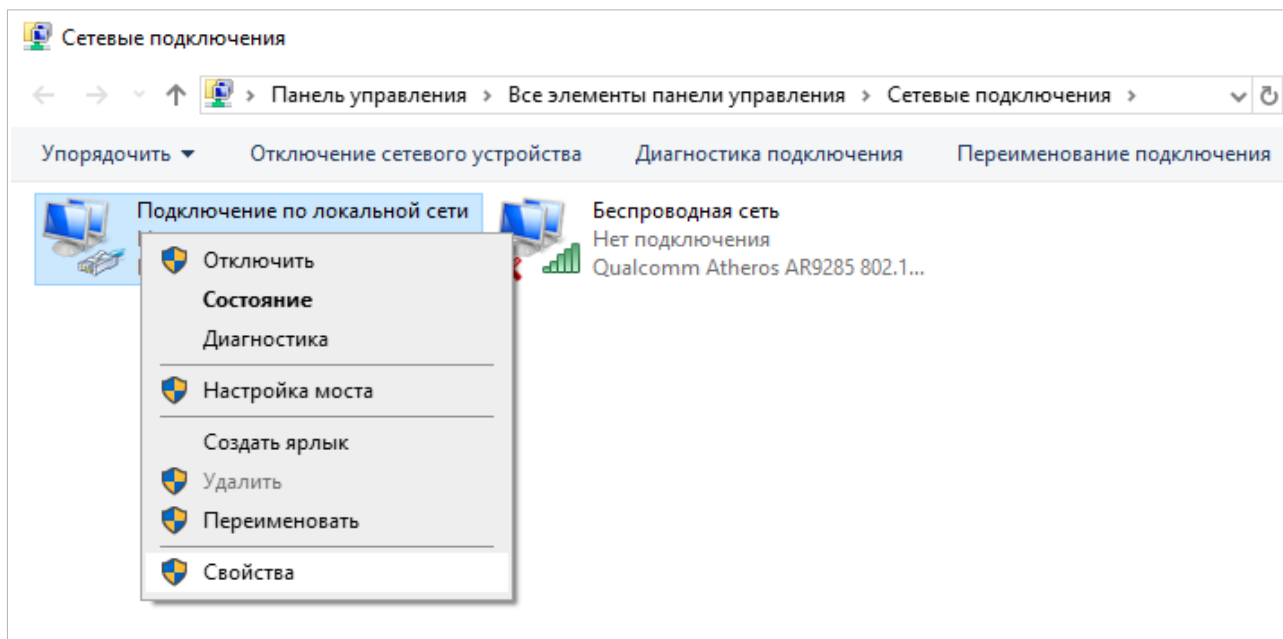 Сетевые подключения
Панель управления › Все элементы панели управления › Сетевые подключения ›
Упорядочить Отключение сетевого устройства Диагностика подключения Переименование подключения
Подключение по локальной сети
Беспроводная сеть
Нет подключения
Qualcomm Atheros AR9285 802.1...
Отключить
Состояние
Диагностика
Настройка моста
Создать ярлык
Удалить
Переименовать
Свойства